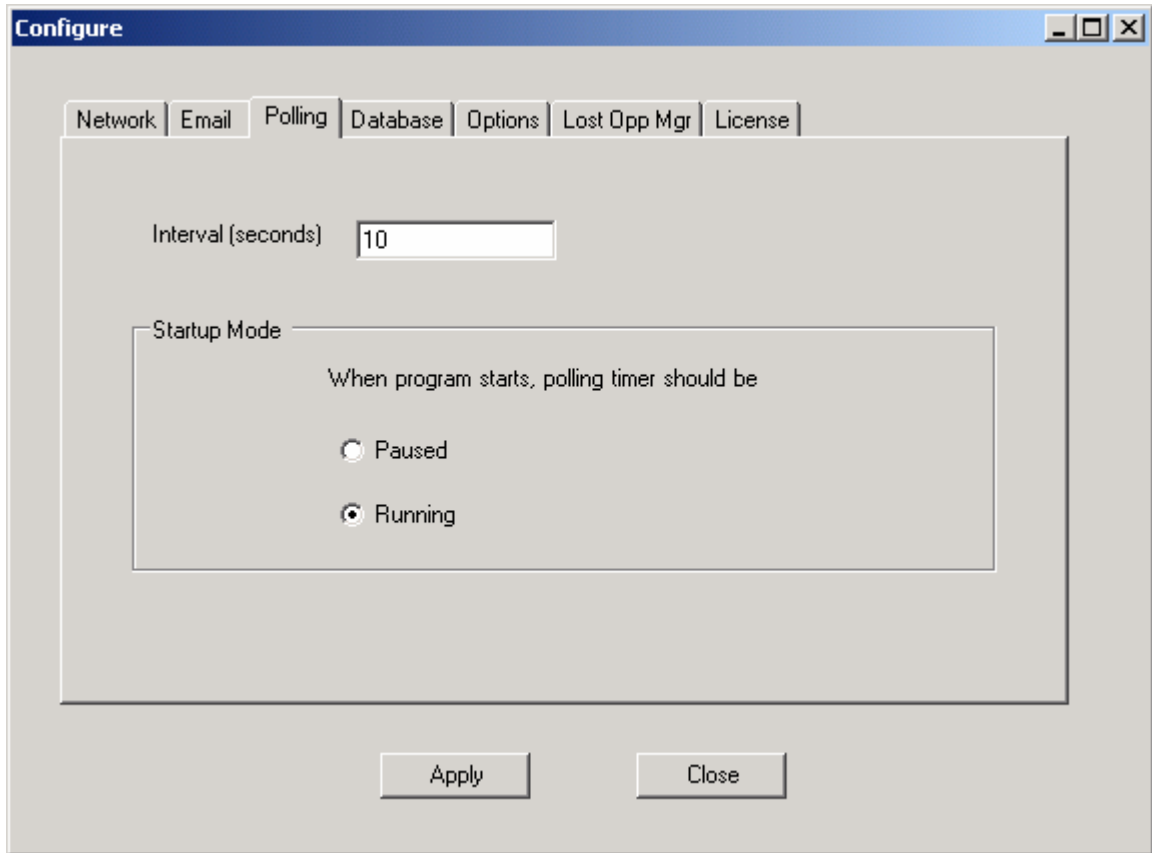 Configure
Network Email Polling Database Options Lost Opp Mgr License
Interval (seconds) 10
Startup Mode
When program starts, polling timer should be
Paused
Running
Apply Close